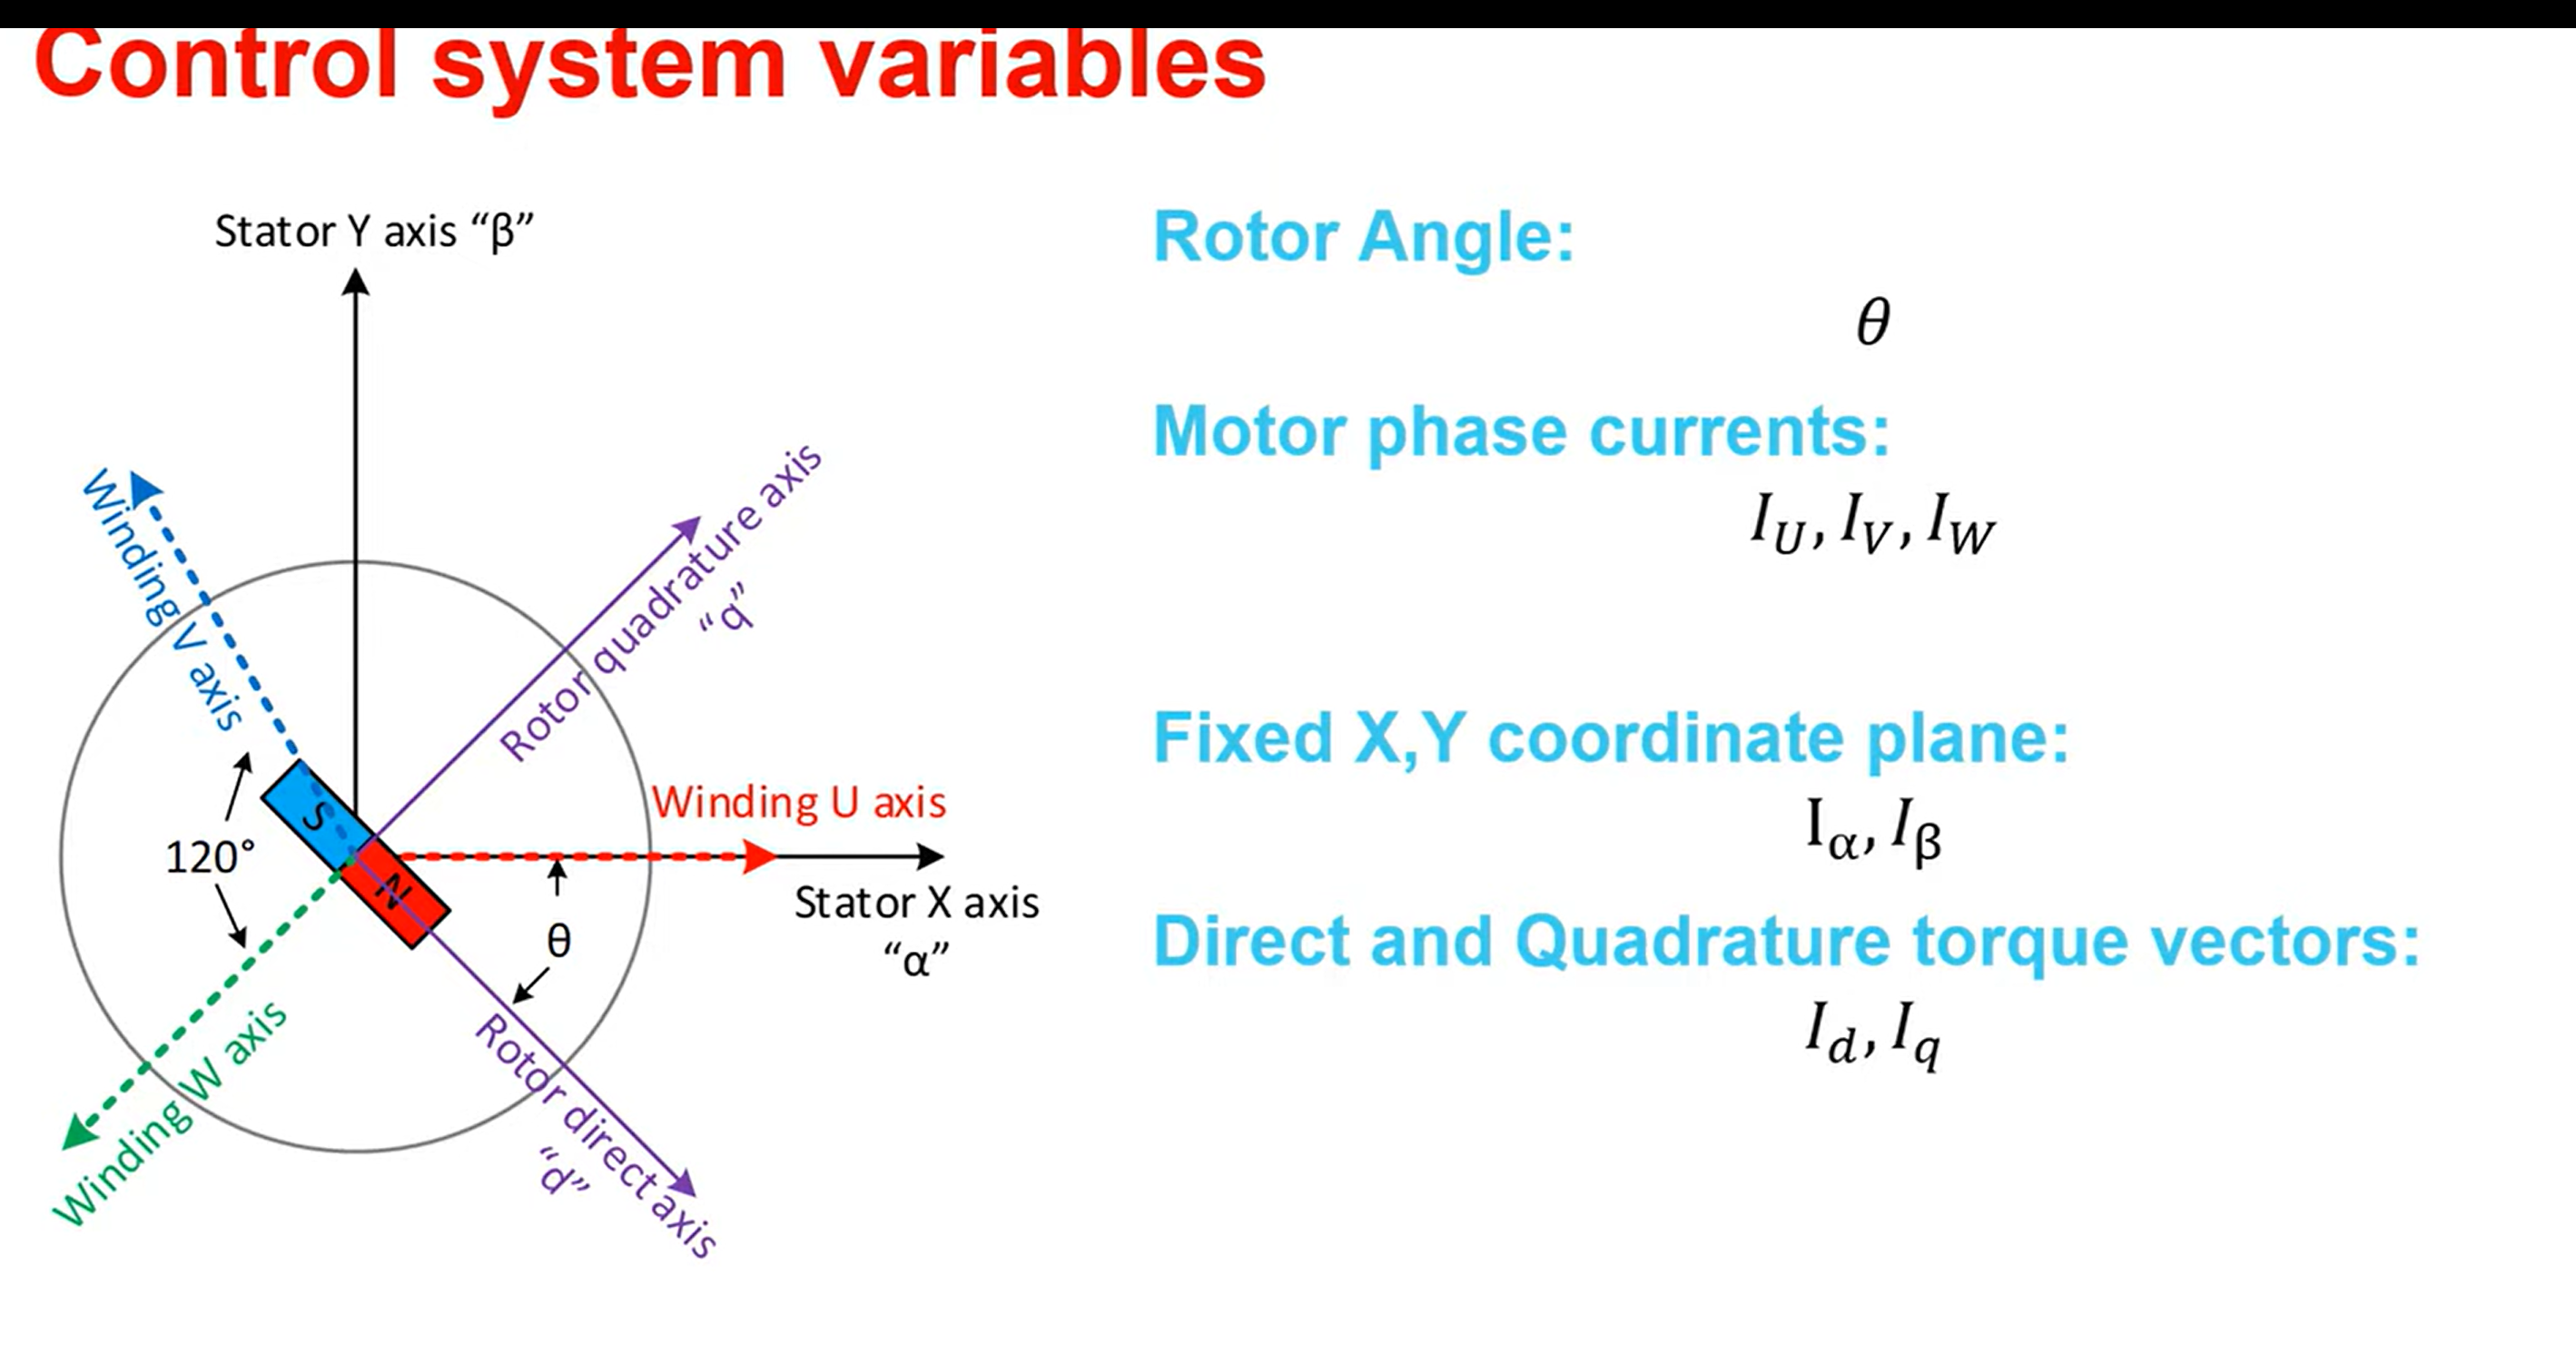 Control system variables
Stator Y axis “β”
Winding V axis
Rotor quadrature axis
“q”
Winding U axis
S
120°
N
Stator X axis
“α”
θ
Winding W axis
Rotor direct axis
“d”
Rotor Angle:
θ
Motor phase currents:
I_U, I_V, I_W
Fixed X,Y coordinate plane:
I_α, I_β
Direct and Quadrature torque vectors:
I_d, I_q